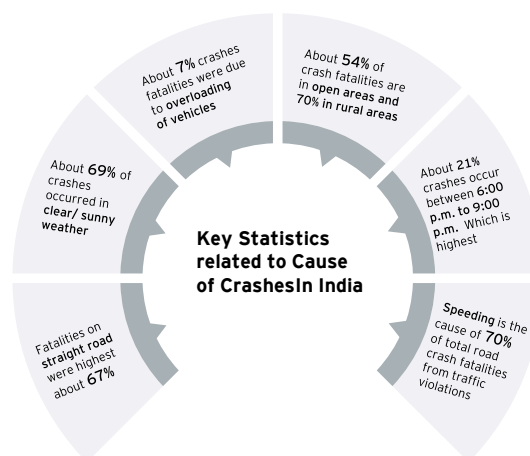 Fatalities on
straight road
were highest
about 67%
About 69% of
crashes
occurred in
clear/ sunny
weather
About 7% crashes
fatalities were due
to overloading
of vehicles
About 54% of
crash fatalities are
in open areas and
70% in rural areas
About 21%
crashes occur
between 6:00
p.m. to 9:00
p.m. Which is
highest
Speeding is the
cause of 70%
of total road
crash fatalities
from traffic
violations
Key Statistics
related to Cause
of CrashesIn India